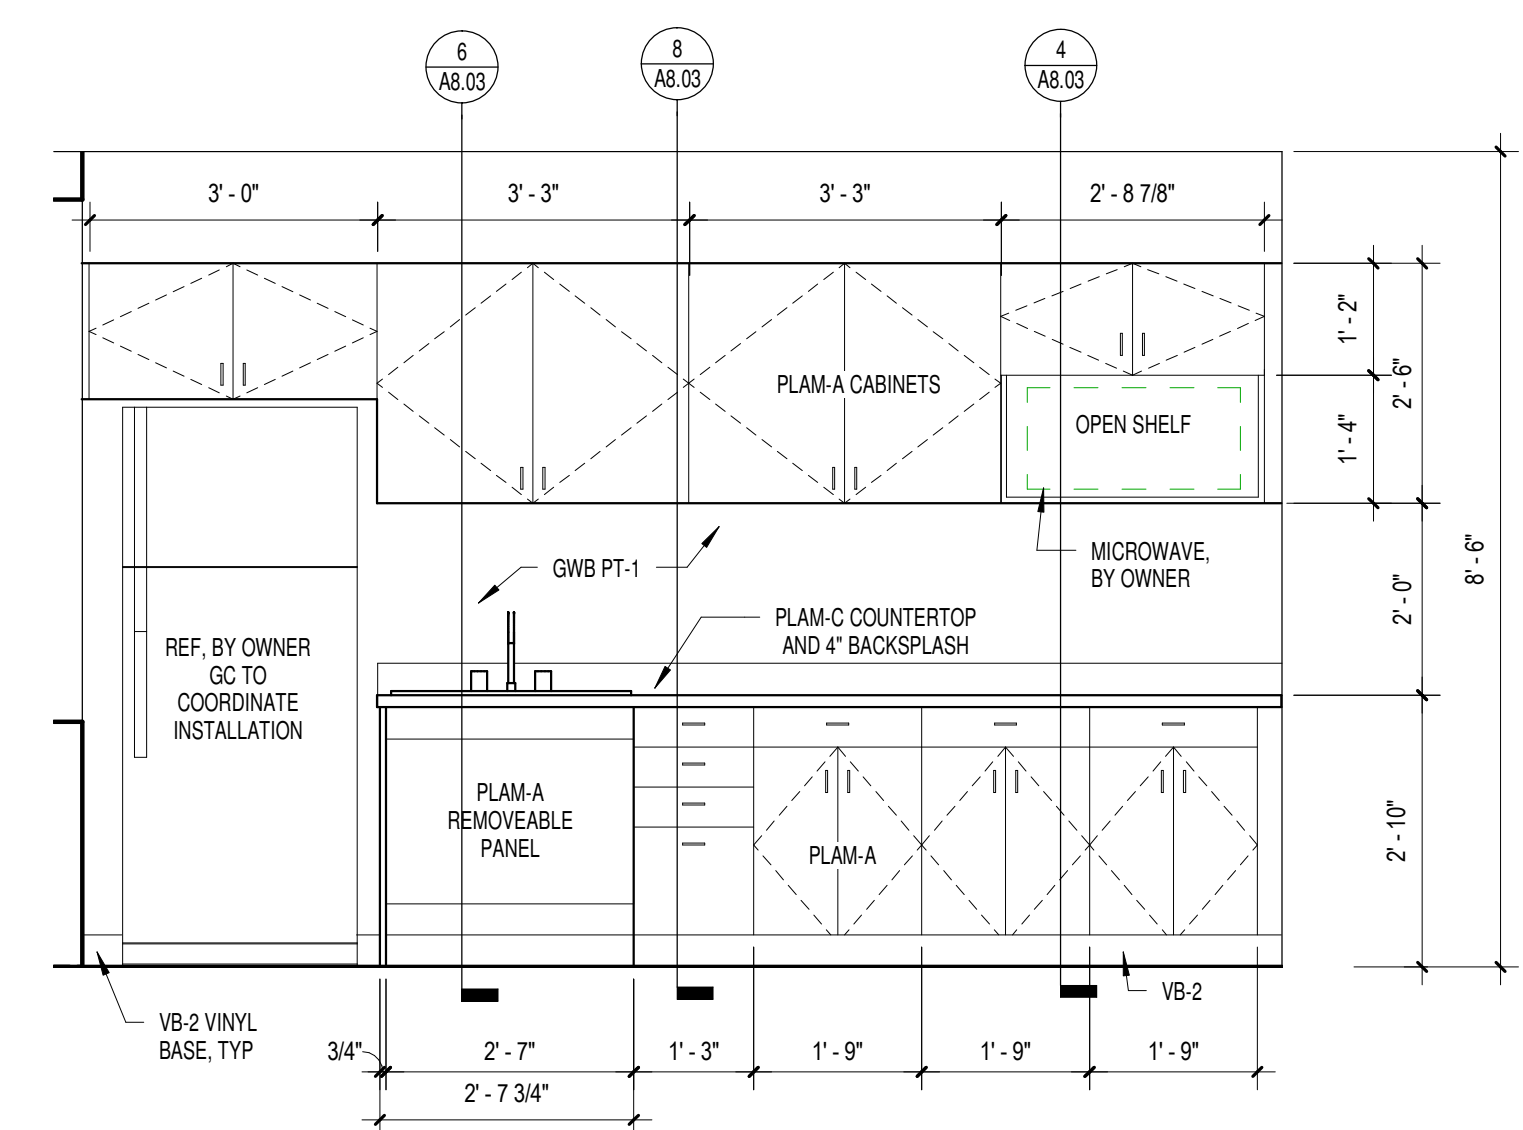 6
A8.03
8
A8.03
4
A8.03
3' - 0"
3' - 3"
3' - 3"
2' - 8 7/8"
1' - 2"
2' - 6"
1' - 4"
PLAM-A CABINETS
OPEN SHELF
MICROWAVE,
BY OWNER
GWB PT-1
8' - 6"
2' - 0"
PLAM-C COUNTERTOP
AND 4" BACKSPLASH
REF, BY OWNER
GC TO
COORDINATE
INSTALLATION
PLAM-A
REMOVEABLE
PANEL
PLAM-A
2' - 10"
VB-2
VB-2 VINYL
BASE, TYP
3/4"
2' - 7"
1' - 3"
1' - 9"
1' - 9"
1' - 9"
2' - 7 3/4"